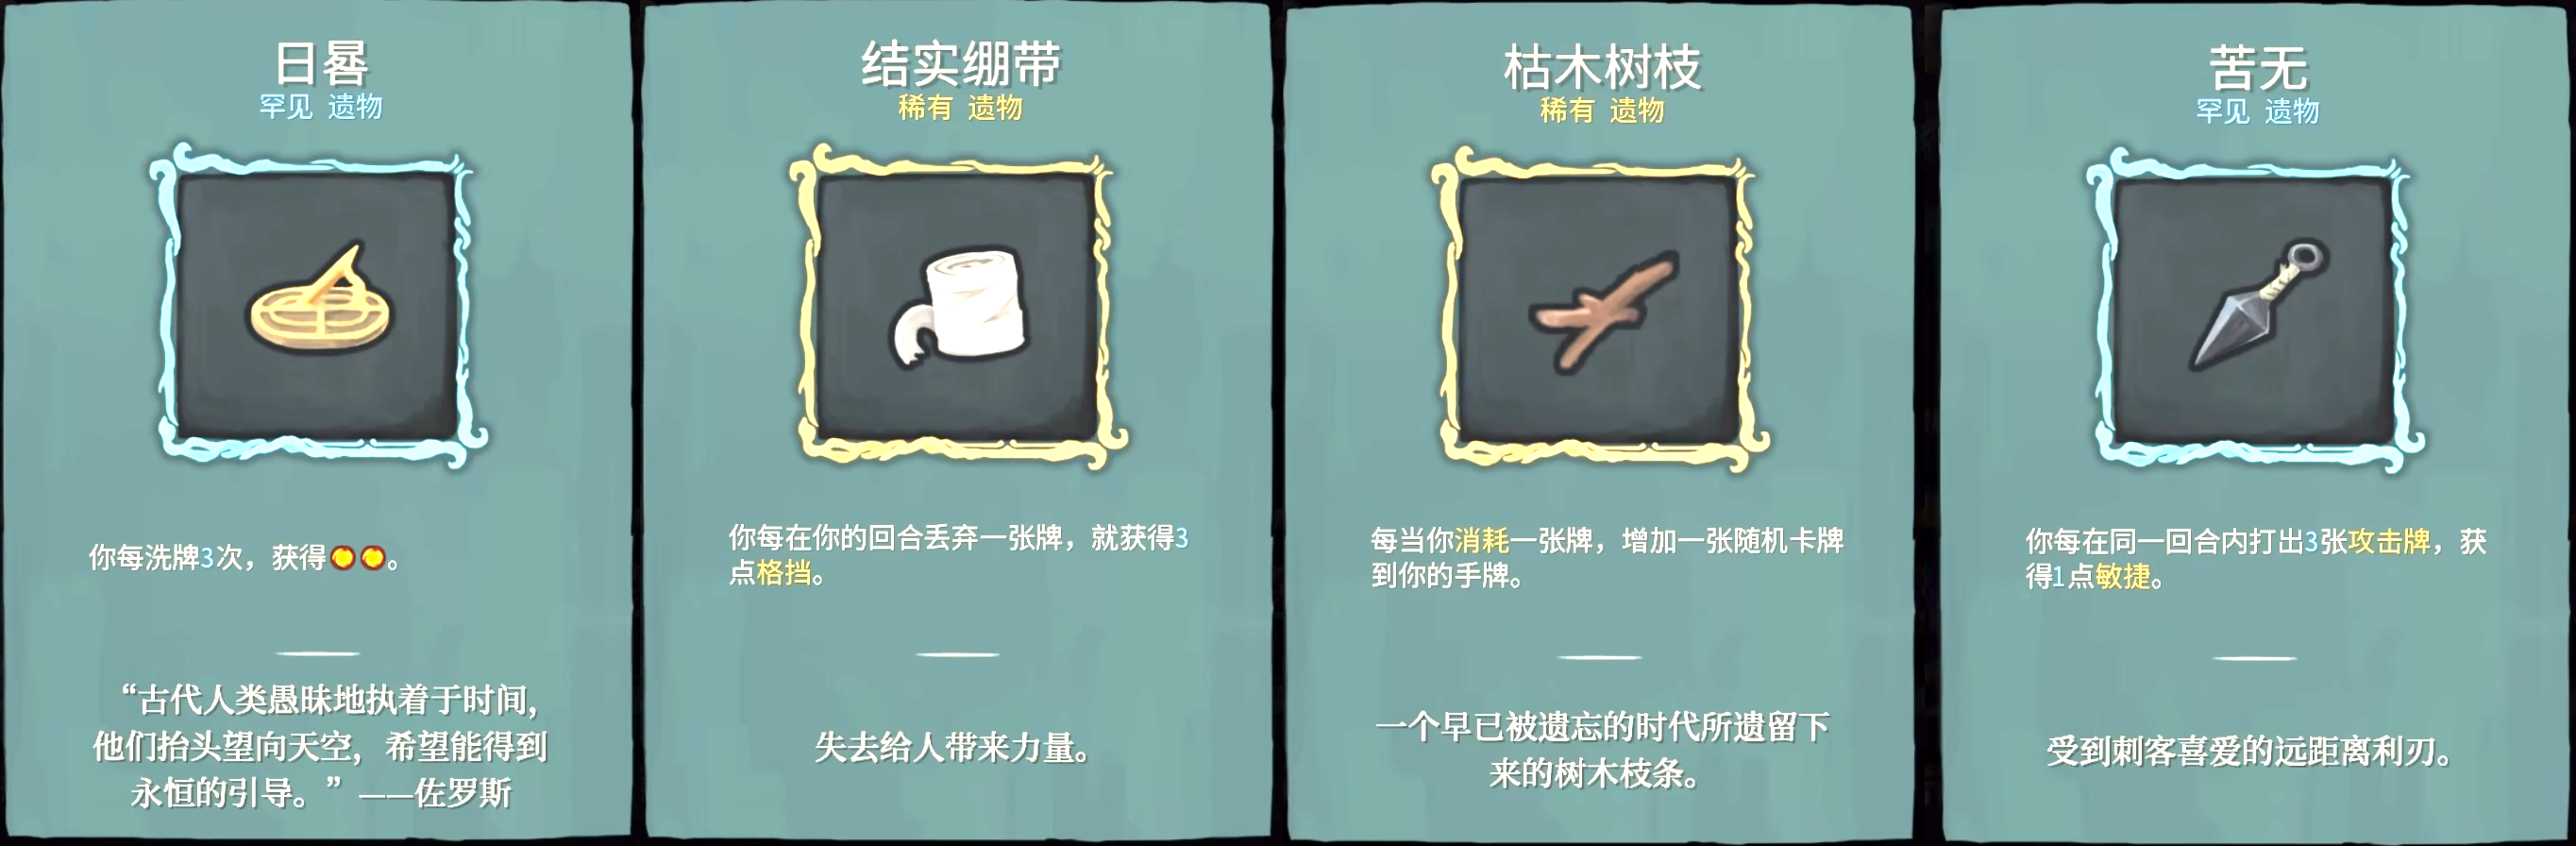 日晷
罕见 遗物
你每洗牌3次，获得。
“古代人类愚昧地执着于时间，
他们抬头望向天空，希望能得到
永恒的引导。”——佐罗斯
结实绷带
稀有 遗物
你每在你的回合丢弃一张牌，就获得3
点格挡。
失去给人带来力量。
枯木树枝
稀有 遗物
每当你消耗一张牌，增加一张随机卡牌
到你的手牌。
一个早已被遗忘的时代所遗留下
来的树木枝条。
苦无
罕见 遗物
你每在同一回合内打出3张攻击牌，获
得1点敏捷。
受到刺客喜爱的远距离利刃。